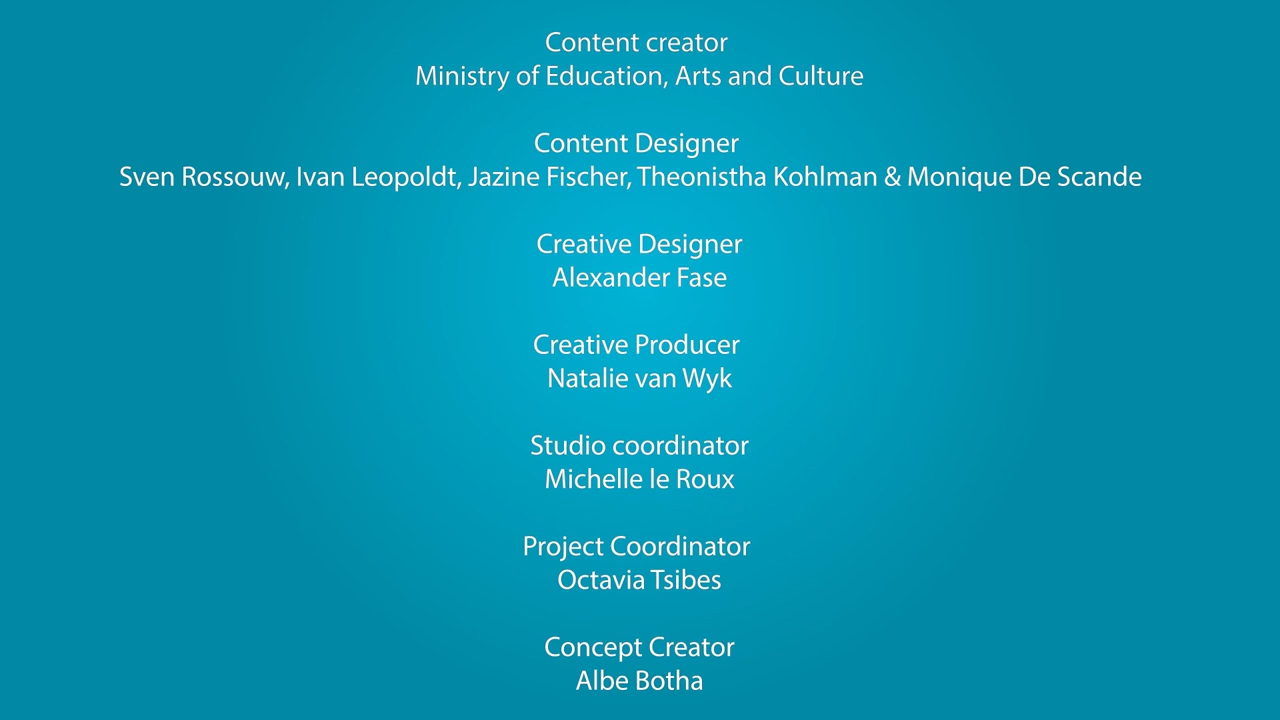 Content creator
Ministry of Education, Arts and Culture
Content Designer
Sven Rossouw, Ivan Leopoldt, Jazine Fischer, Theonistha Kohlman & Monique De Scande
Creative Designer
Alexander Fase
Creative Producer
Natalie van Wyk
Studio coordinator
Michelle le Roux
Project Coordinator
Octavia Tsibes
Concept Creator
Albe Botha